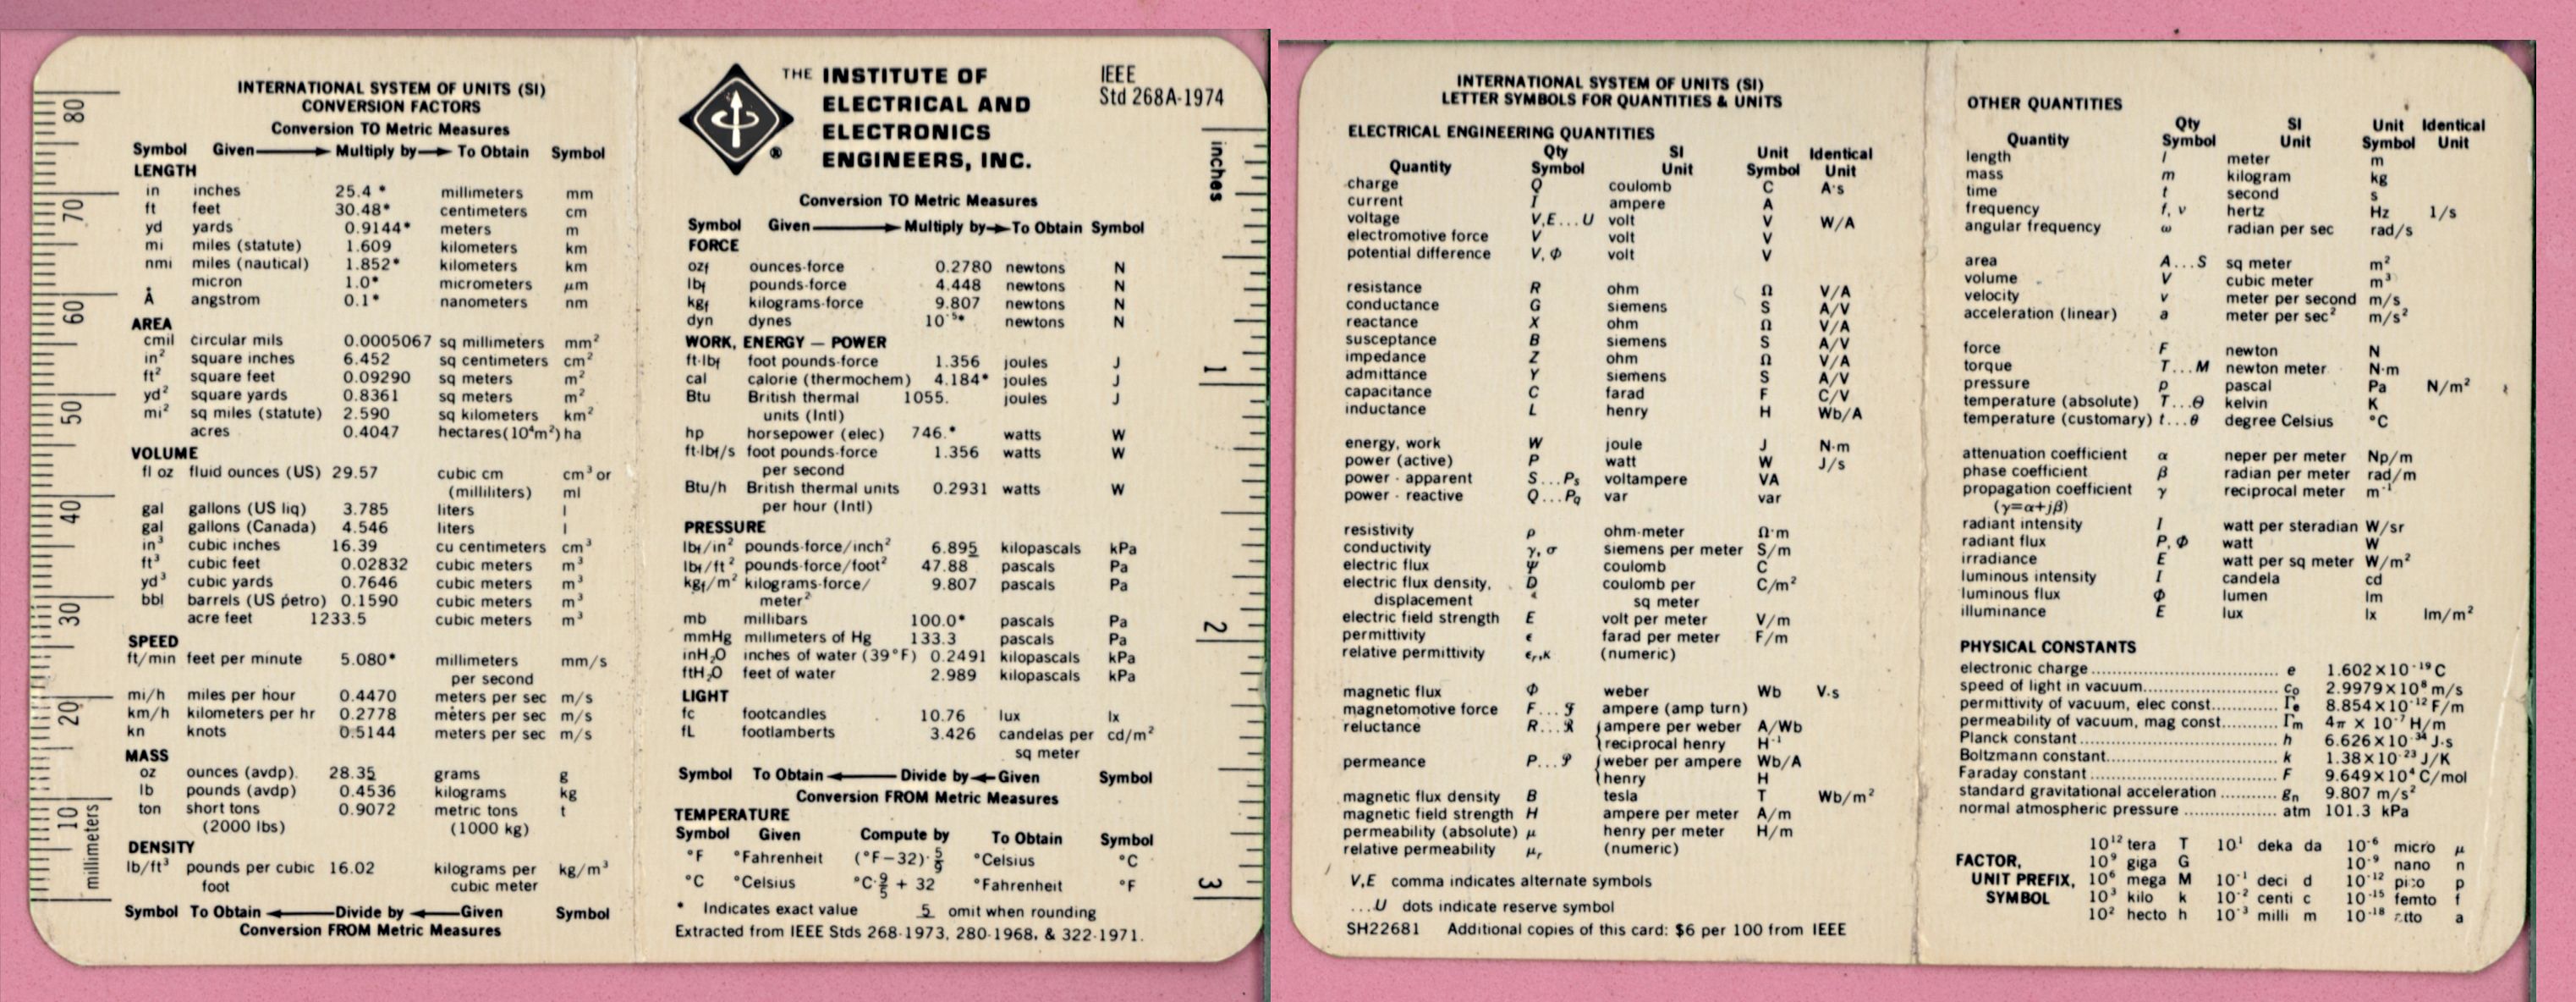 INTERNATIONAL SYSTEM OF UNITS (SI)
CONVERSION FACTORS
Conversion TO Metric Measures
Symbol Given Multiply by To Obtain Symbol
LENGTH
in inches 25.4* millimeters mm
ft feet 30.48* centimeters cm
yd yards 0.9144* meters m
mi miles (statute) 1.609 kilometers km
nmi miles (nautical) 1.852* kilometers km
micron 1.0* micrometers μm
Å angstrom 0.1* nanometers nm
AREA
cmil circular mils 0.0005067 sq millimeters mm²
in² square inches 6.452 sq centimeters cm²
ft² square feet 0.09290 sq meters m²
yd² square yards 0.8361 sq meters m²
mi² sq miles (statute) 2.590 sq kilometers km²
acres 0.4047 hectares(10⁴m²) ha
VOLUME
fl oz fluid ounces (US) 29.57 cubic cm cm³ or
(milliliters) ml
gal gallons (US liq) 3.785 liters l
gal gallons (Canada) 4.546 liters l
in³ cubic inches 16.39 cu centimeters cm³
ft³ cubic feet 0.02832 cubic meters m³
yd³ cubic yards 0.7646 cubic meters m³
bbl barrels (US petro) 0.1590 cubic meters m³
acre feet 1233.5 cubic meters m³
SPEED
ft/min feet per minute 5.080* millimeters mm/s
per second
mi/h miles per hour 0.4470 meters per sec m/s
km/h kilometers per hr 0.2778 meters per sec m/s
kn knots 0.5144 meters per sec m/s
MASS
oz ounces (avdp). 28.35 grams g
lb pounds (avdp) 0.4536 kilograms kg
ton short tons 0.9072 metric tons t
(2000 lbs) (1000 kg)
DENSITY
lb/ft³ pounds per cubic 16.02 kilograms per kg/m³
foot cubic meter
Symbol To Obtain Divide by Given Symbol
Conversion FROM Metric Measures
80
70
60
50
40
30
20
10
millimeters
THE INSTITUTE OF
ELECTRICAL AND
ELECTRONICS
ENGINEERS, INC.
®
IEEE
Std 268A-1974
inches
1
2
3
Conversion TO Metric Measures
Symbol Given Multiply by To Obtain Symbol
FORCE
ozf ounces-force 0.2780 newtons N
lbf pounds-force 4.448 newtons N
kgf kilograms-force 9.807 newtons N
dyn dynes 10⁻⁵* newtons N
WORK, ENERGY — POWER
ft·lbf foot pounds-force 1.356 joules J
cal calorie (thermochem) 4.184* joules J
Btu British thermal 1055. joules J
units (Intl)
hp horsepower (elec) 746.* watts W
ft·lbf/s foot pounds-force 1.356 watts W
per second
Btu/h British thermal units 0.2931 watts W
per hour (Intl)
PRESSURE
lbf/in² pounds-force/inch² 6.895 kilopascals kPa
lbf/ft² pounds-force/foot² 47.88 pascals Pa
kgf/m² kilograms-force/ 9.807 pascals Pa
meter²
mb millibars 100.0* pascals Pa
mmHg millimeters of Hg 133.3 pascals Pa
inH₂O inches of water (39°F) 0.2491 kilopascals kPa
ftH₂O feet of water 2.989 kilopascals kPa
LIGHT
fc footcandles 10.76 lux lx
fL footlamberts 3.426 candelas per cd/m²
sq meter
Symbol To Obtain Divide by Given Symbol
Conversion FROM Metric Measures
TEMPERATURE
Symbol Given Compute by To Obtain Symbol
°F °Fahrenheit (°F−32)·5/9 °Celsius °C
°C °Celsius °C·9/5 + 32 °Fahrenheit °F
* Indicates exact value 5 omit when rounding
Extracted from IEEE Stds 268-1973, 280-1968, & 322-1971.
INTERNATIONAL SYSTEM OF UNITS (SI)
LETTER SYMBOLS FOR QUANTITIES & UNITS
ELECTRICAL ENGINEERING QUANTITIES
Qty SI Unit Identical
Quantity Symbol Unit Symbol Unit
charge Q coulomb C A·s
current I ampere A
voltage V,E...U volt V W/A
electromotive force V volt V
potential difference V, Φ volt V
resistance R ohm Ω V/A
conductance G siemens S A/V
reactance X ohm Ω V/A
susceptance B siemens S A/V
impedance Z ohm Ω V/A
admittance Y siemens S A/V
capacitance C farad F C/V
inductance L henry H Wb/A
energy, work W joule J N·m
power (active) P watt W J/s
power - apparent S...Ps voltampere VA
power - reactive Q...Pq var var
resistivity ρ ohm-meter Ω·m
conductivity γ, σ siemens per meter S/m
electric flux Ψ coulomb C
electric flux density, D coulomb per C/m²
displacement sq meter
electric field strength E volt per meter V/m
permittivity ϵ farad per meter F/m
relative permittivity ϵr,κ (numeric)
magnetic flux Φ weber Wb V·s
magnetomotive force F...ℱ ampere (amp turn)
reluctance R...ℛ ampere per weber A/Wb
reciprocal henry H⁻¹
permeance P...𝒫 weber per ampere Wb/A
henry H
magnetic flux density B tesla T Wb/m²
magnetic field strength H ampere per meter A/m
permeability (absolute) μ henry per meter H/m
relative permeability μr (numeric)
V,E comma indicates alternate symbols
...U dots indicate reserve symbol
SH22681 Additional copies of this card: $6 per 100 from IEEE
OTHER QUANTITIES
Qty SI Unit Identical
Quantity Symbol Unit Symbol Unit
length l meter m
mass m kilogram kg
time t second s
frequency f, ν hertz Hz 1/s
angular frequency ω radian per sec rad/s
area A...S sq meter m²
volume V cubic meter m³
velocity v meter per second m/s
acceleration (linear) a meter per sec² m/s²
force F newton N
torque T...M newton meter N·m
pressure p pascal Pa N/m²
temperature (absolute) T...Θ kelvin K
temperature (customary) t...θ degree Celsius °C
attenuation coefficient α neper per meter Np/m
phase coefficient β radian per meter rad/m
propagation coefficient γ reciprocal meter m⁻¹
(γ=α+jβ)
radiant intensity I watt per steradian W/sr
radiant flux P, Φ watt W
irradiance E watt per sq meter W/m²
luminous intensity I candela cd
luminous flux Φ lumen lm
illuminance E lux lx lm/m²
PHYSICAL CONSTANTS
electronic charge e 1.602×10⁻¹⁹C
speed of light in vacuum c₀ 2.9979×10⁸ m/s
permittivity of vacuum, elec const Γe 8.854×10⁻¹² F/m
permeability of vacuum, mag const Γm 4π × 10⁻⁷ H/m
Planck constant h 6.626×10⁻³⁴ J·s
Boltzmann constant k 1.38×10⁻²³ J/K
Faraday constant F 9.649×10⁴ C/mol
standard gravitational acceleration gn 9.807 m/s²
normal atmospheric pressure atm 101.3 kPa
10¹² tera T 10¹ deka da 10⁻⁶ micro μ
FACTOR, 10⁹ giga G 10⁻⁹ nano n
UNIT PREFIX, 10⁶ mega M 10⁻¹ deci d 10⁻¹² pico p
SYMBOL 10³ kilo k 10⁻² centi c 10⁻¹⁵ femto f
10² hecto h 10⁻³ milli m 10⁻¹⁸ atto a